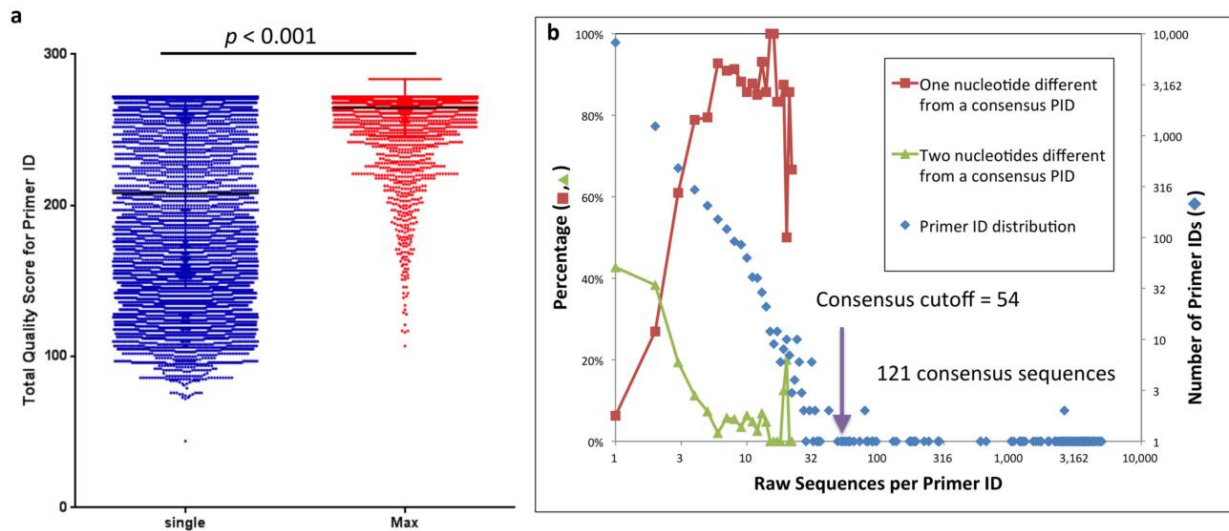 a
p < 0.001
300
200
100
0
Total Quality Score for Primer ID
single
Max
b
100%
80%
60%
40%
20%
0%
Percentage (■, ▲)
10,000
3,162
1,000
316
100
32
10
3
1
Number of Primer IDs (◆)
One nucleotide different
from a consensus PID
Two nucleotides different
from a consensus PID
Primer ID distribution
Consensus cutoff = 54
121 consensus sequences
1
3
10
32
100
316
1,000
3,162
10,000
Raw Sequences per Primer ID